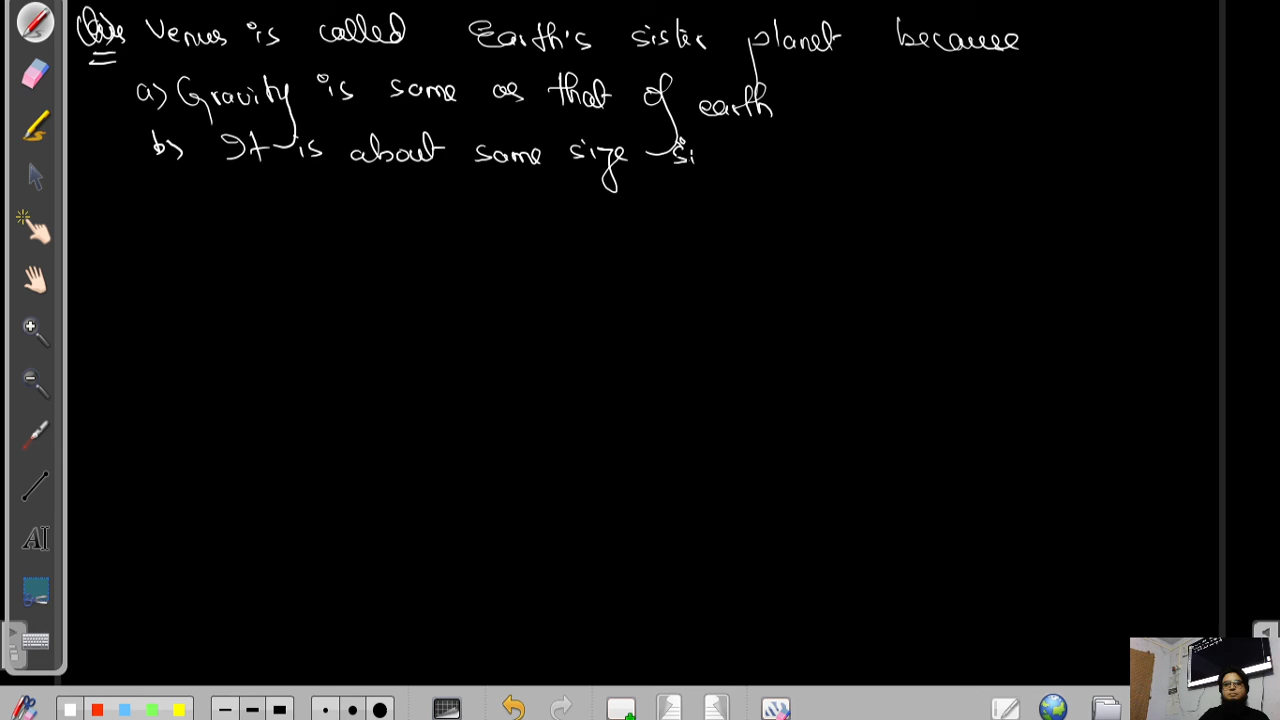 Venus is called Earth's sister planet because
a) Gravity is same as that of earth
b) It is about same size si